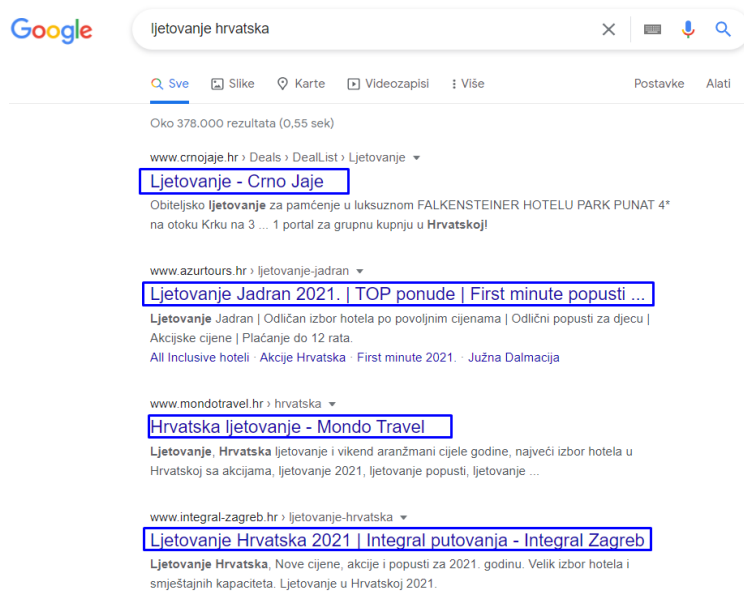 Google
ljetovanje hrvatska
Sve Slike Karte Videozapisi Više Postavke Alati
Oko 378.000 rezultata (0,55 sek)
www.crnojaje.hr › Deals › DealList › Ljetovanje
Ljetovanje - Crno Jaje
Obiteljsko ljetovanje za pamćenje u luksuznom FALKENSTEINER HOTELU PARK PUNAT 4*
na otoku Krku na 3 ... 1 portal za grupnu kupnju u Hrvatskoj!
www.azurtours.hr › ljetovanje-jadran
Ljetovanje Jadran 2021. | TOP ponude | First minute popusti ...
Ljetovanje Jadran | Odličan izbor hotela po povoljnim cijenama | Odlični popusti za djecu |
Akcijske cijene | Plaćanje do 12 rata.
All Inclusive hoteli · Akcije Hrvatska · First minute 2021. · Južna Dalmacija
www.mondotravel.hr › hrvatska
Hrvatska ljetovanje - Mondo Travel
Ljetovanje, Hrvatska ljetovanje i vikend aranžmani cijele godine, najveći izbor hotela u
Hrvatskoj sa akcijama, ljetovanje 2021, ljetovanje popusti, ljetovanje ...
www.integral-zagreb.hr › ljetovanje-hrvatska
Ljetovanje Hrvatska 2021 | Integral putovanja - Integral Zagreb
Ljetovanje Hrvatska, Nove cijene, akcije i popusti za 2021. godinu. Velik izbor hotela i
smještajnih kapaciteta. Ljetovanje u Hrvatskoj 2021.